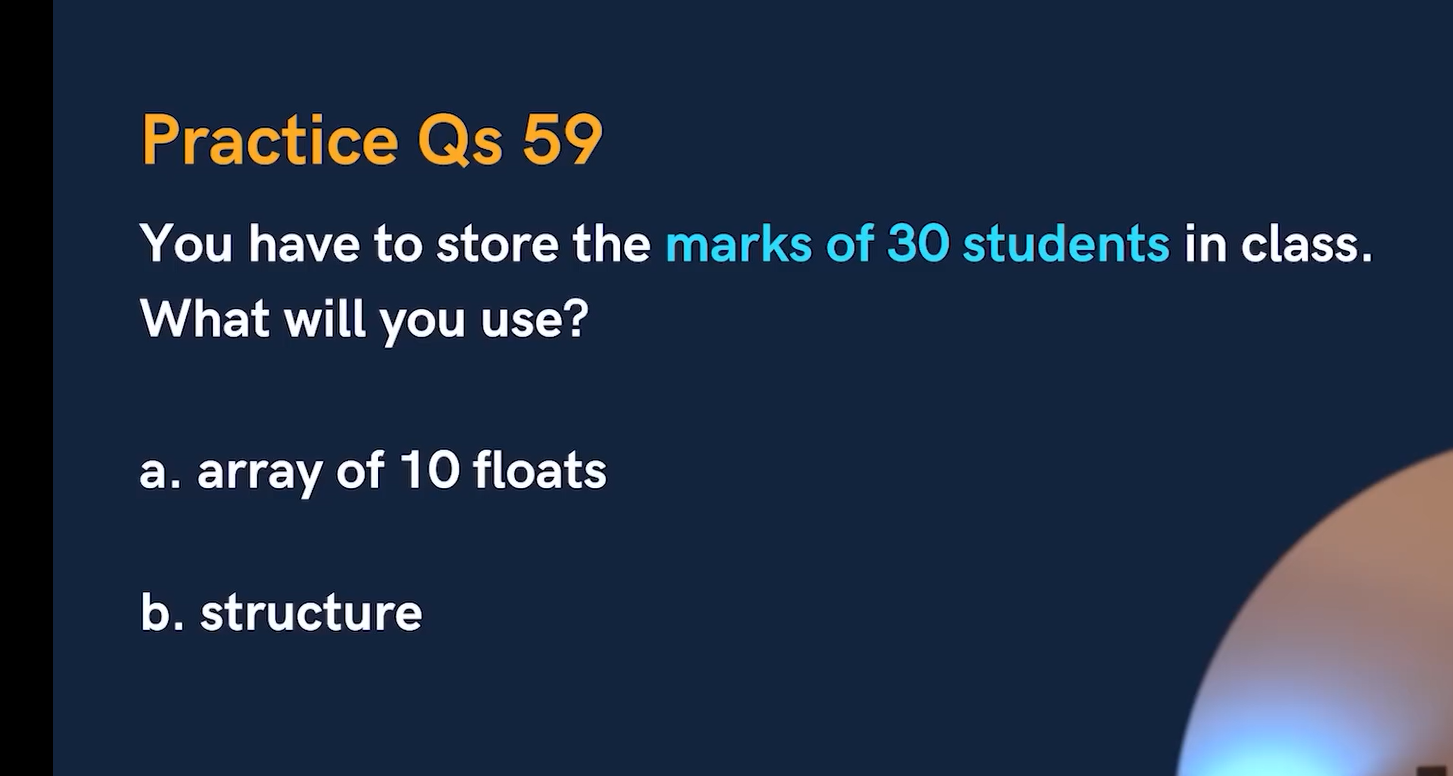 Practice Qs 59
You have to store the marks of 30 students in class.
What will you use?
a. array of 10 floats
b. structure